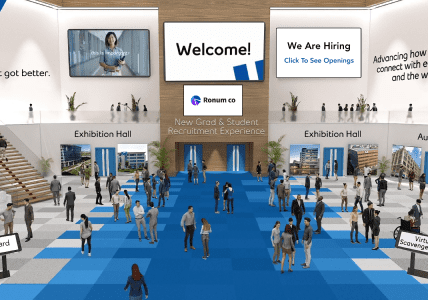 Welcome!
We Are Hiring
Click To See Openings
Advancing how
connect with e
and the w
t got better.
Ronum co
New Grad & Student
Recruitment Experience
Exhibition Hall
Exhibition Hall
Au
ard
Virtu
Scavenge